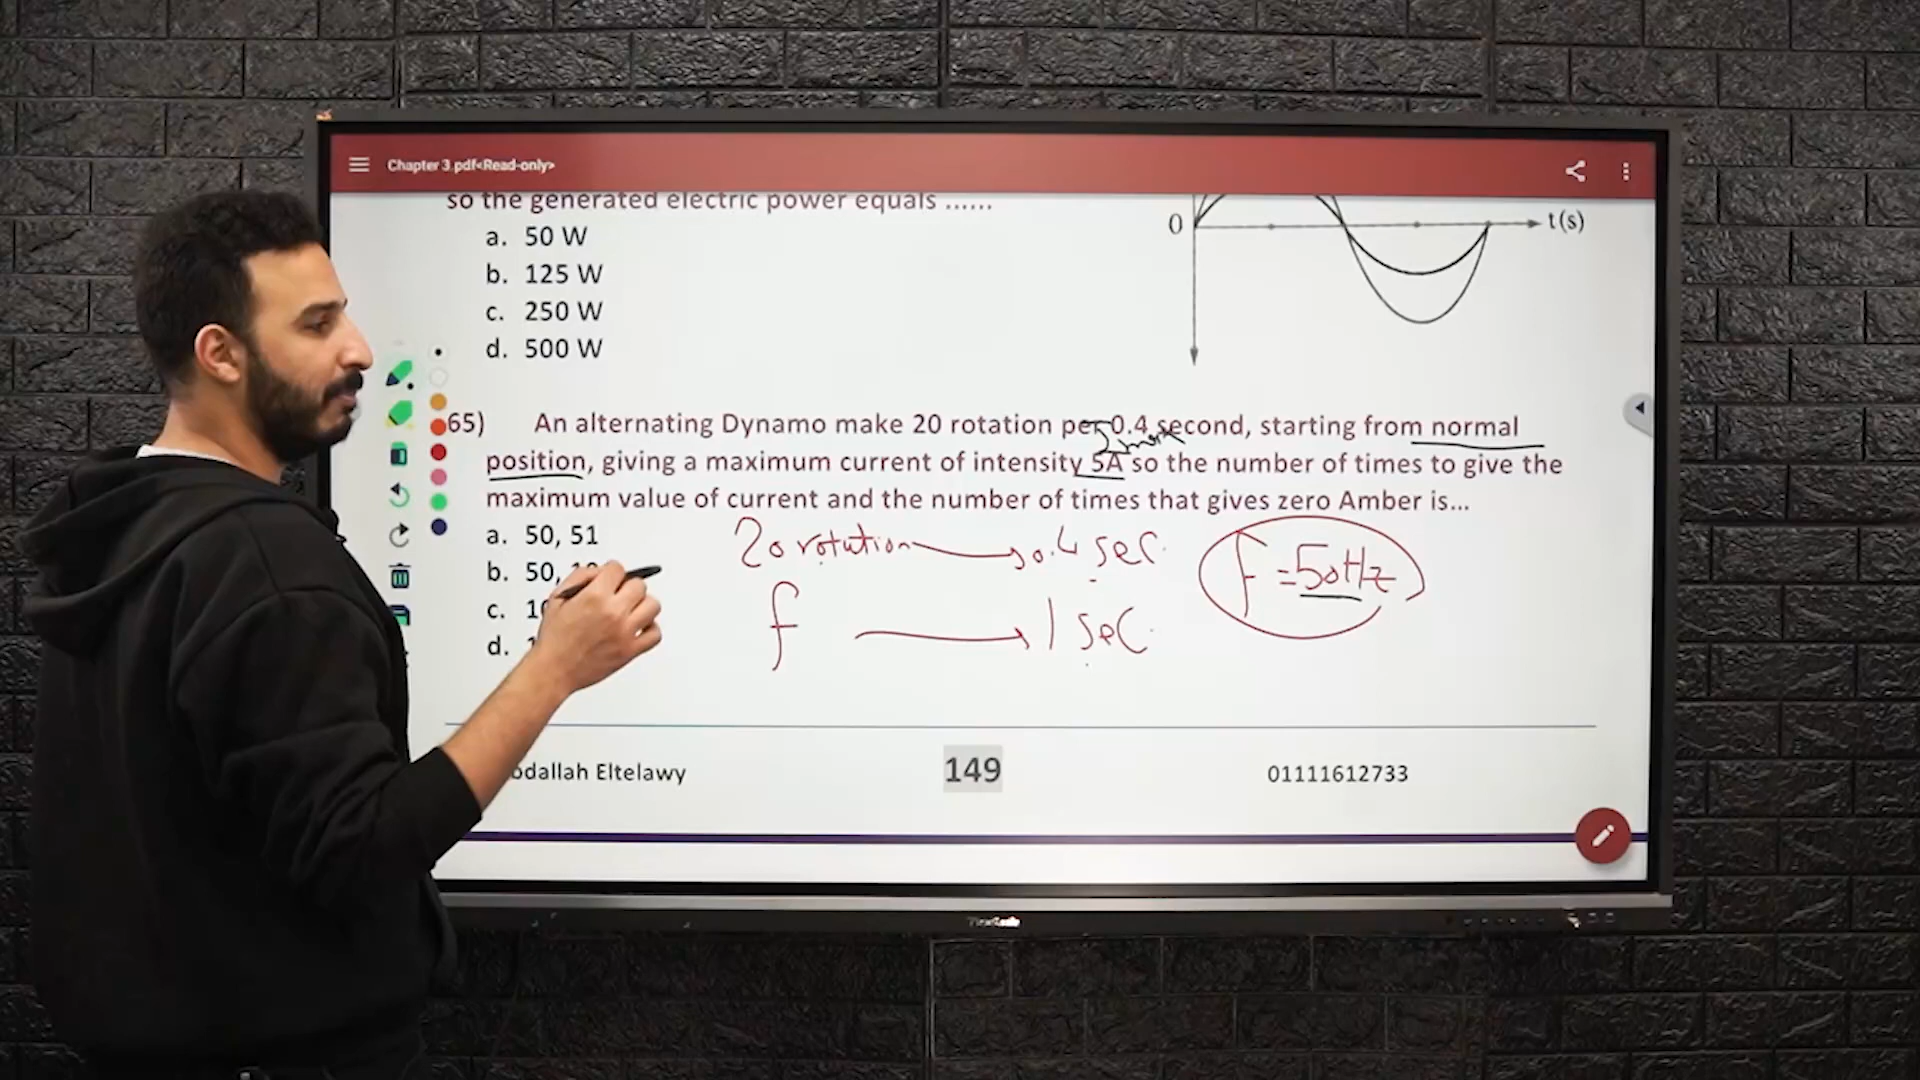 Chapter 3.pdf<Read-only>
so the generated electric power equals ......
a. 50 W
b. 125 W
c. 250 W
d. 500 W
0
t(s)
65) An alternating Dynamo make 20 rotation per 0.4 second, starting from normal
position, giving a maximum current of intensity 5A so the number of times to give the
maximum value of current and the number of times that gives zero Amber is...
a. 50, 51
b. 50,
c.
d.
20 rotation 0.4 sec.
f 1 sec.
f = 50Hz
bdallah Eltelawy
149
01111612733
ViewSonic